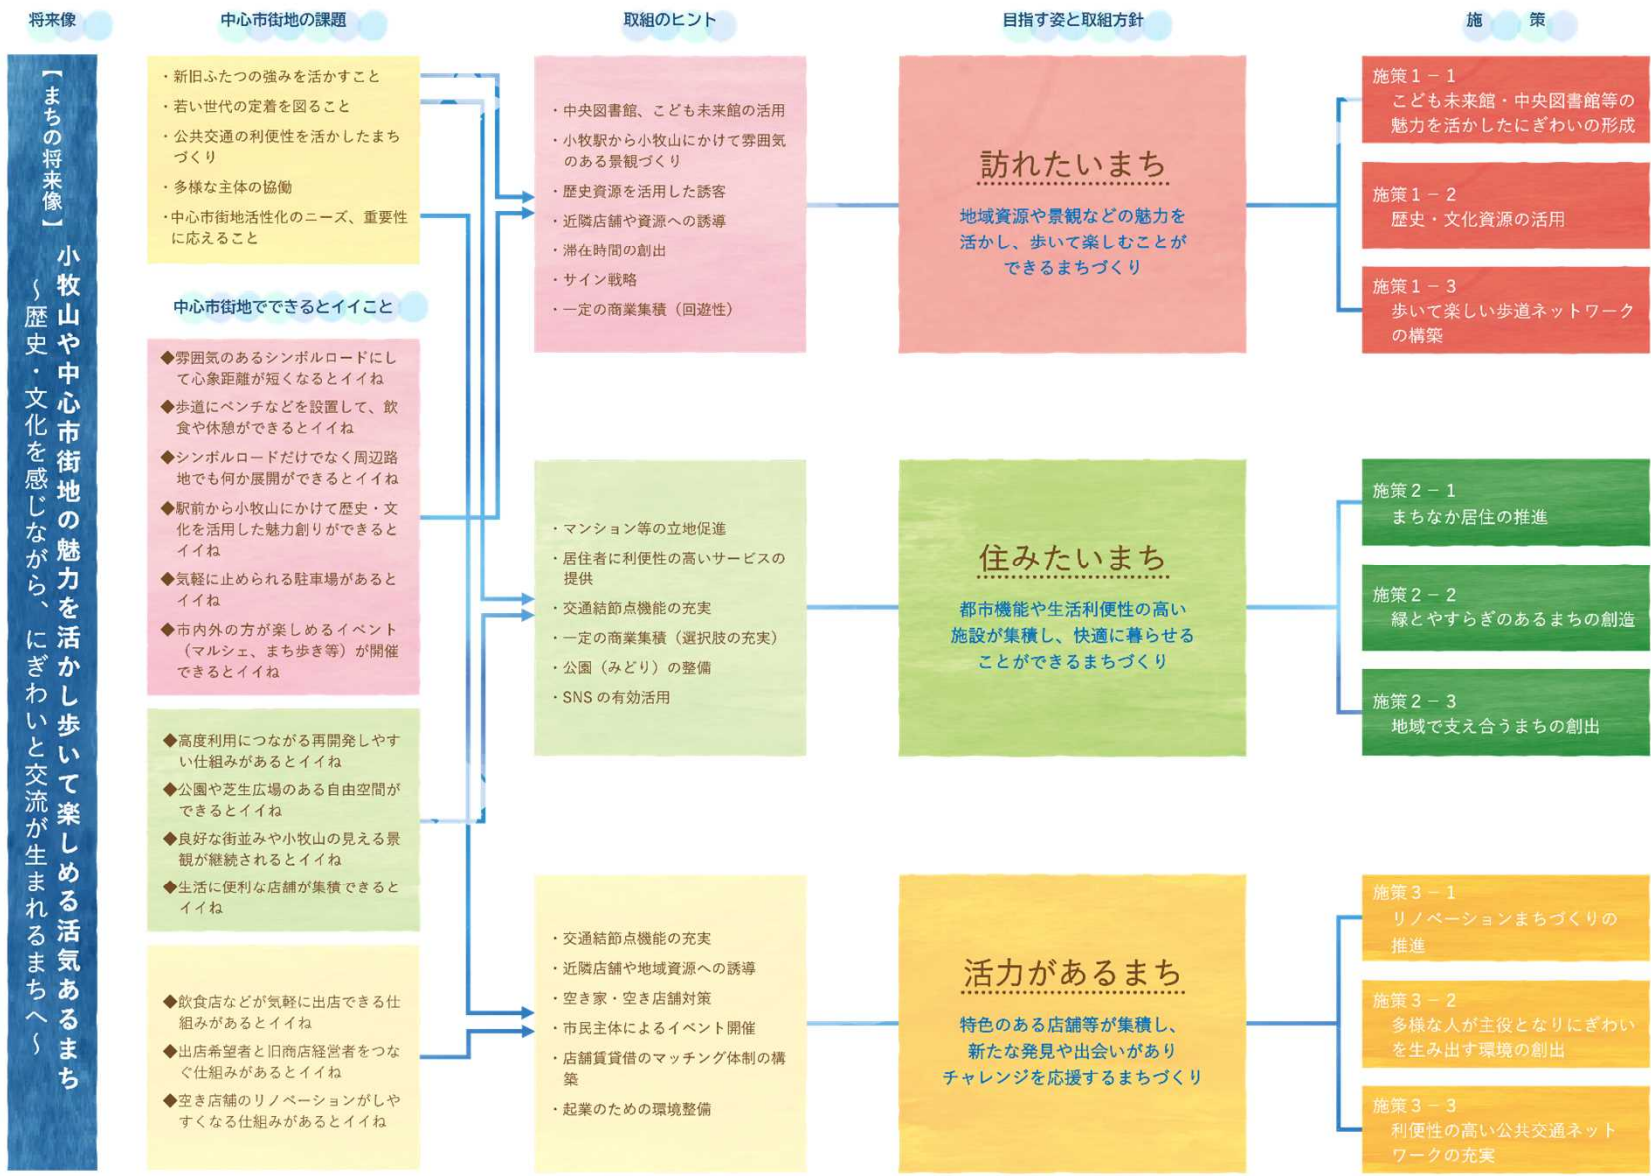 将来像
【まちの将来像】
小牧山や中心市街地の魅力を活かし歩いて楽しめる活気あるまち
～歴史・文化を感じながら、にぎわいと交流が生まれるまちへ～
中心市街地の課題
・新旧ふたつの強みを活かすこと
・若い世代の定着を図ること
・公共交通の利便性を活かしたまち
づくり
・多様な主体の協働
・中心市街地活性化のニーズ、重要性
に応えること
中心市街地でできるとイイこと
◆雰囲気のあるシンボルロードにし
て心象距離が短くなるとイイね
◆歩道にベンチなどを設置して、飲
食や休憩ができるとイイね
◆シンボルロードだけでなく周辺路
地でも何か展開ができるとイイね
◆駅前から小牧山にかけて歴史・文
化を活用した魅力創りができると
イイね
◆気軽に止められる駐車場があると
イイね
◆市内外の方が楽しめるイベント
（マルシェ、まち歩き等）が開催
できるとイイね
◆高度利用につながる再開発しやす
い仕組みがあるとイイね
◆公園や芝生広場のある自由空間が
できるとイイね
◆良好な街並みや小牧山の見える景
観が継続されるとイイね
◆生活に便利な店舗が集積できると
イイね
◆飲食店などが気軽に出店できる仕
組みがあるとイイね
◆出店希望者と旧商店経営者をつな
ぐ仕組みがあるとイイね
◆空き店舗のリノベーションがしや
すくなる仕組みがあるとイイね
取組のヒント
・中央図書館、こども未来館の活用
・小牧駅から小牧山にかけて雰囲気
のある景観づくり
・歴史資源を活用した誘客
・近隣店舗や資源への誘導
・滞在時間の創出
・サイン戦略
・一定の商業集積（回遊性）
・マンション等の立地促進
・居住者に利便性の高いサービスの
提供
・交通結節点機能の充実
・一定の商業集積（選択肢の充実）
・公園（みどり）の整備
・SNSの有効活用
・交通結節点機能の充実
・近隣店舗や地域資源への誘導
・空き家・空き店舗対策
・市民主体によるイベント開催
・店舗賃貸借のマッチング体制の構
築
・起業のための環境整備
目指す姿と取組方針
訪れたいまち
地域資源や景観などの魅力を
活かし、歩いて楽しむことが
できるまちづくり
住みたいまち
都市機能や生活利便性の高い
施設が集積し、快適に暮らせる
ことができるまちづくり
活力があるまち
特色のある店舗等が集積し、
新たな発見や出会いがあり
チャレンジを応援するまちづくり
施　策
施策１－１
こども未来館・中央図書館等の
魅力を活かしたにぎわいの形成
施策１－２
歴史・文化資源の活用
施策１－３
歩いて楽しい歩道ネットワーク
の構築
施策２－１
まちなか居住の推進
施策２－２
緑とやすらぎのあるまちの創造
施策２－３
地域で支え合うまちの創出
施策３－１
リノベーションまちづくりの
推進
施策３－２
多様な人が主役となりにぎわい
を生み出す環境の創出
施策３－３
利便性の高い公共交通ネット
ワークの充実